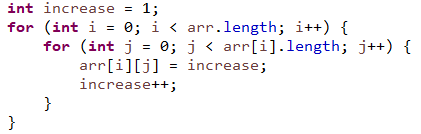 int increase = 1;
for (int i = 0; i < arr.length; i++) {
    for (int j = 0; j < arr[i].length; j++) {
        arr[i][j] = increase;
        increase++;
    }
}